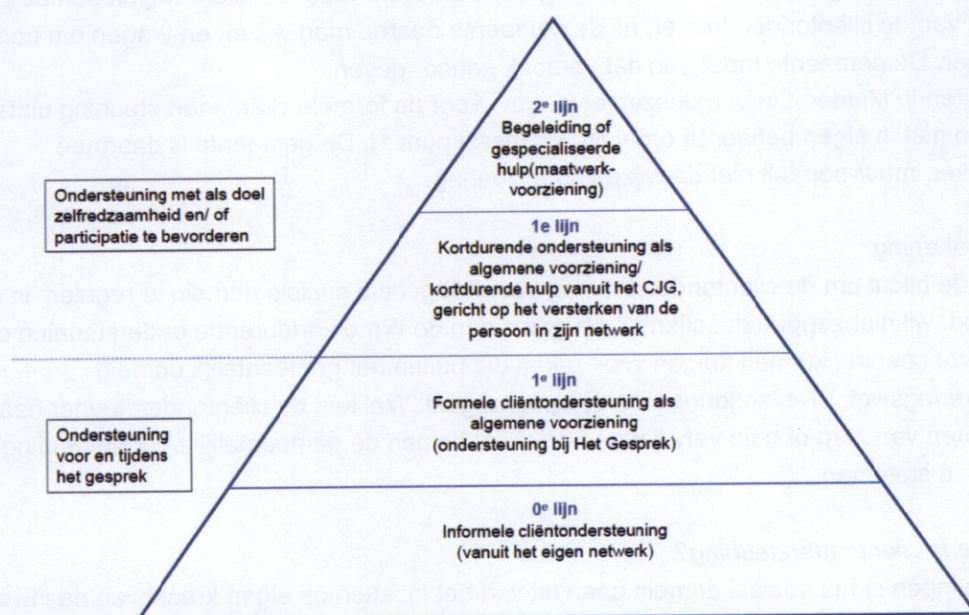 2e lijn
Begeleiding of
gespecialiseerde
hulp(maatwerk-
voorziening)
Ondersteuning met als doel
zelfredzaamheid en/ of
participatie te bevorderen
1e lijn
Kortdurende ondersteuning als
algemene voorziening/
kortdurende hulp vanuit het CJG,
gericht op het versterken van de
persoon in zijn netwerk
1e lijn
Formele cliëntondersteuning als
algemene voorziening
(ondersteuning bij Het Gesprek)
Ondersteuning
voor en tijdens
het gesprek
0e lijn
Informele cliëntondersteuning
(vanuit het eigen netwerk)